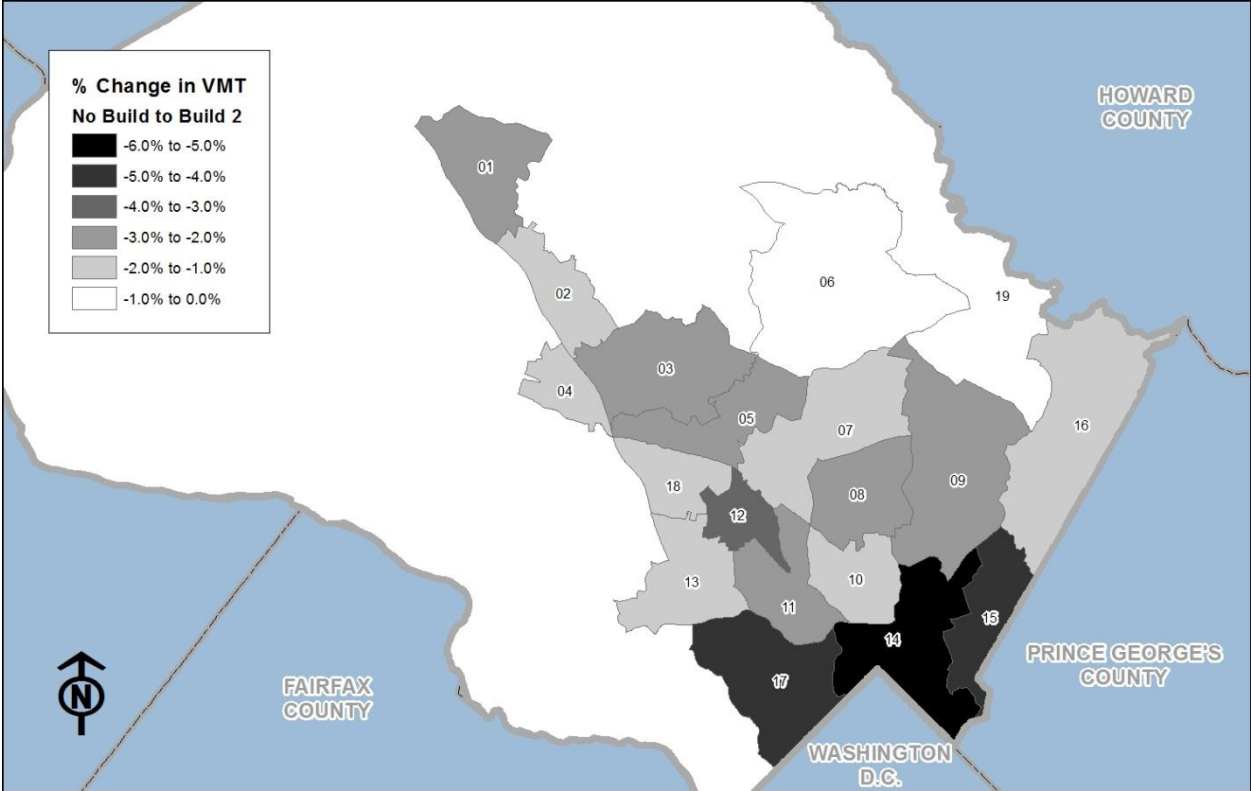 % Change in VMT
No Build to Build 2
-6.0% to -5.0%
-5.0% to -4.0%
-4.0% to -3.0%
-3.0% to -2.0%
-2.0% to -1.0%
-1.0% to 0.0%
HOWARD
COUNTY
01
02
06
19
03
04
05
07
16
18
08
09
12
13
11
10
14
15
17
N
FAIRFAX
COUNTY
PRINCE GEORGE'S
COUNTY
WASHINGTON
D.C.